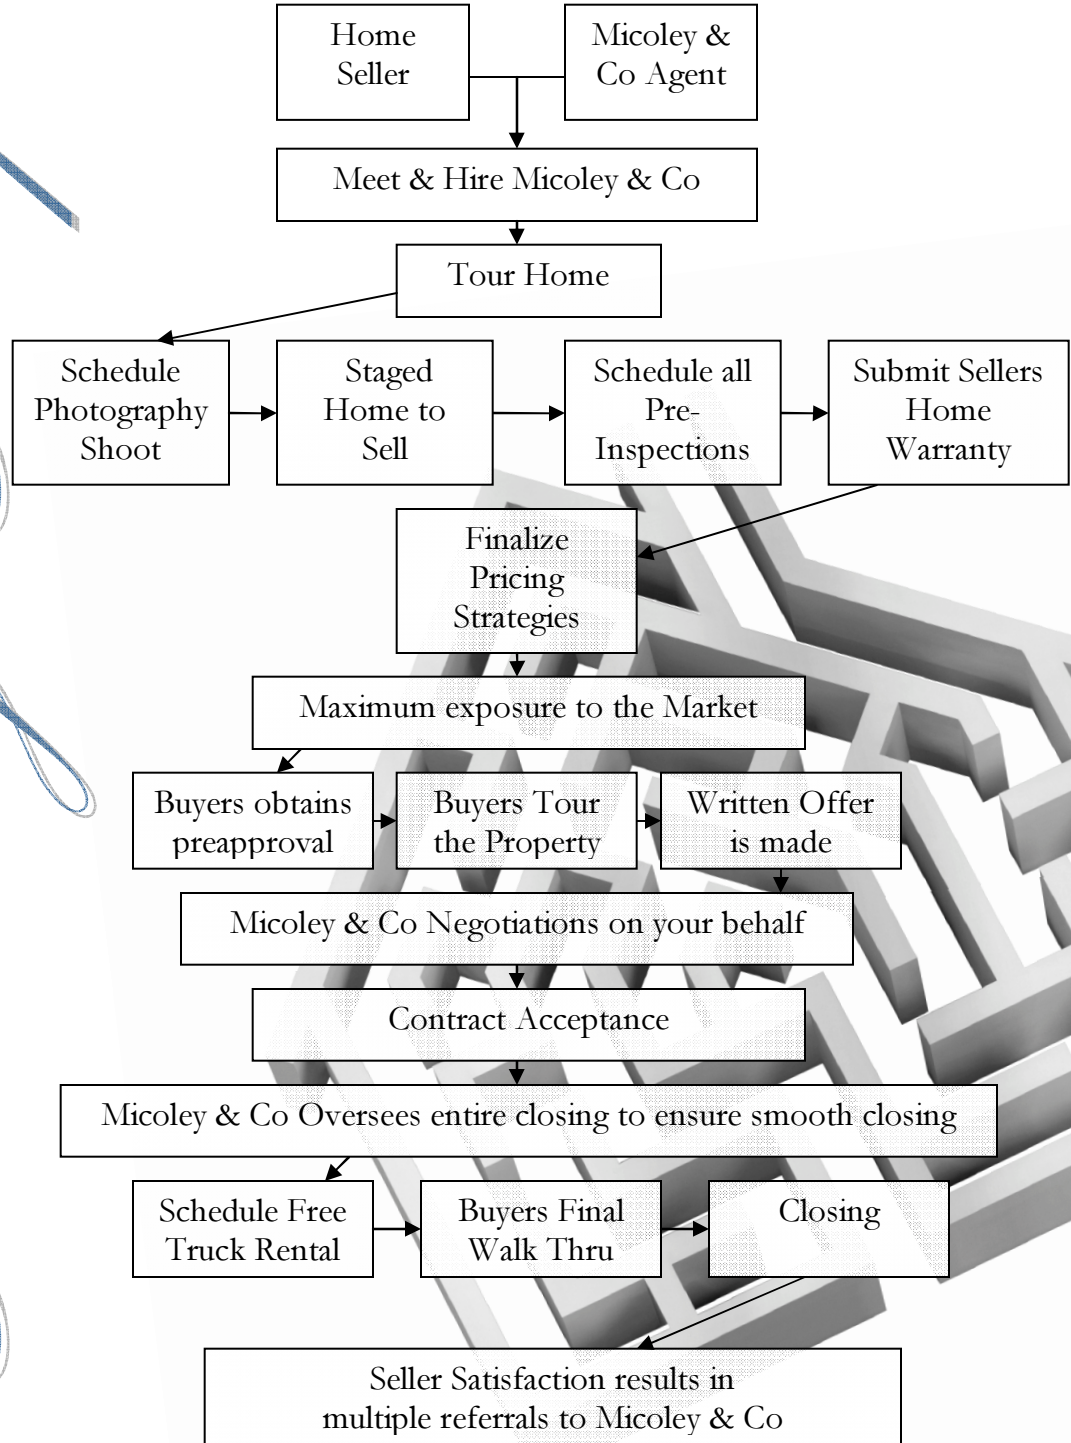 Home
Seller
Micoley &
Co Agent
Meet & Hire Micoley & Co
Tour Home
Schedule
Photography
Shoot
Staged
Home to
Sell
Schedule all
Pre-
Inspections
Submit Sellers
Home
Warranty
Finalize
Pricing
Strategies
Maximum exposure to the Market
Buyers obtains
preapproval
Buyers Tour
the Property
Written Offer
is made
Micoley & Co Negotiations on your behalf
Contract Acceptance
Micoley & Co Oversees entire closing to ensure smooth closing
Schedule Free
Truck Rental
Buyers Final
Walk Thru
Closing
Seller Satisfaction results in
multiple referrals to Micoley & Co